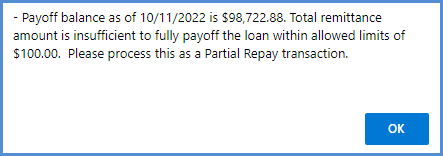 - Payoff balance as of 10/11/2022 is $98,722.88. Total remittance
amount is insufficient to fully payoff the loan within allowed limits of
$100.00.  Please process this as a Partial Repay transaction.
OK